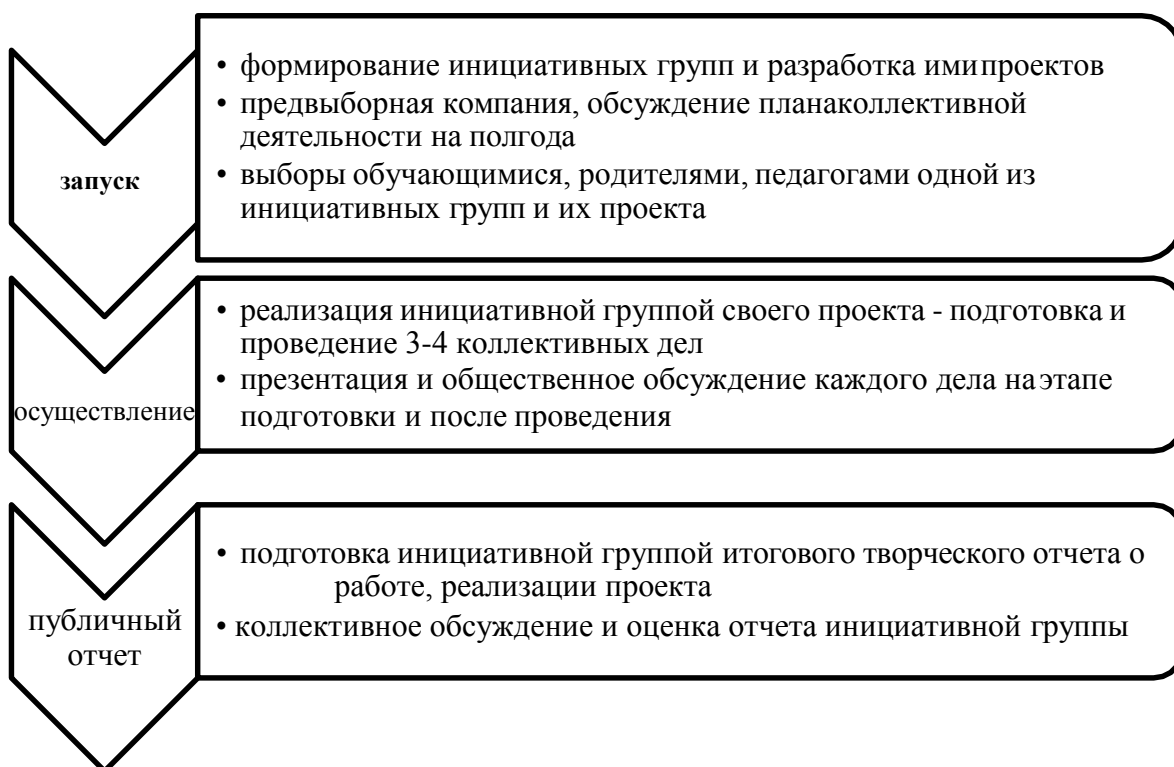 запуск
• формирование инициативных групп и разработка имипроектов
• предвыборная компания, обсуждение планаколлективной
деятельности на полгода
• выборы обучающимися, родителями, педагогами одной из
инициативных групп и их проекта
осуществление
• реализация инициативной группой своего проекта - подготовка и
проведение 3-4 коллективных дел
• презентация и общественное обсуждение каждого дела на этапе
подготовки и после проведения
публичный
отчет
• подготовка инициативной группой итогового творческого отчета о
работе, реализации проекта
• коллективное обсуждение и оценка отчета инициативной группы